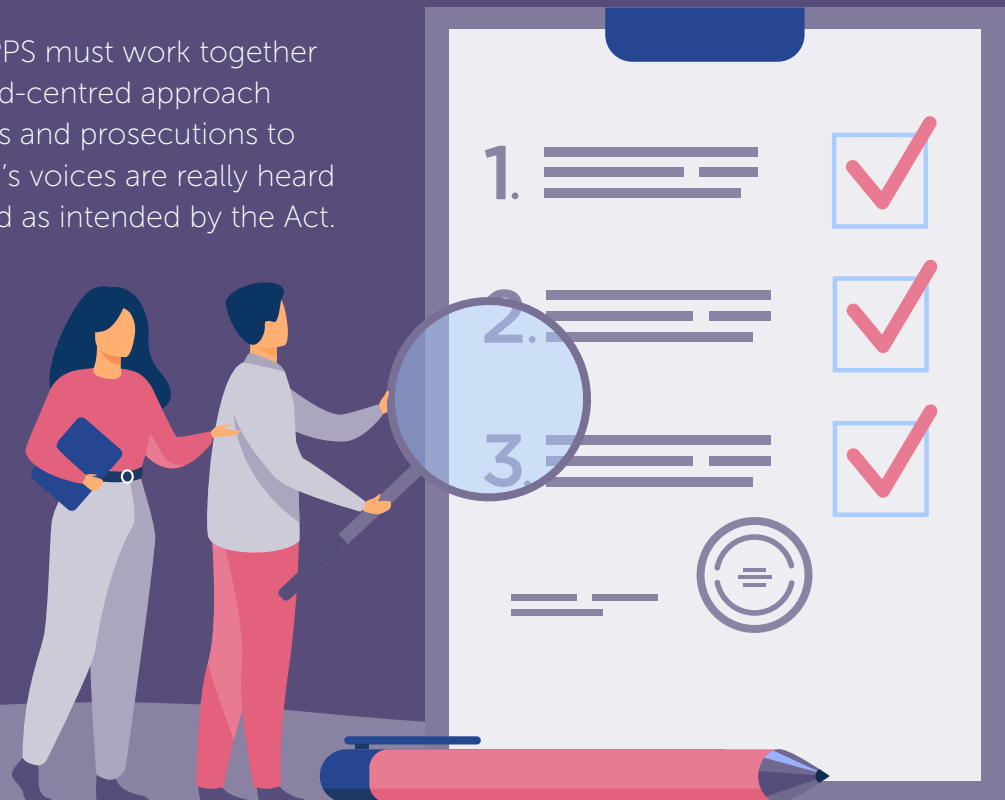 PPS must work together
d-centred approach
s and prosecutions to
’s voices are really heard
d as intended by the Act.
1.
2.
3.